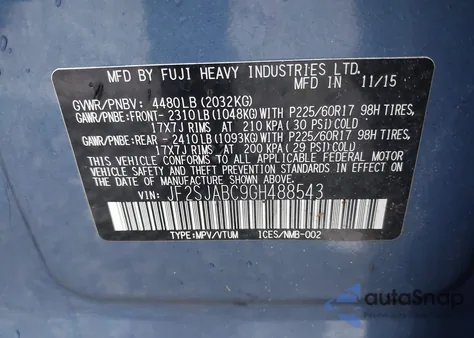 MFD BY FUJI HEAVY INDUSTRIES LTD.
MFD IN 11/15
GVWR/PNBV: 4480LB(2032KG)
GAWR/PNBE:FRONT- 2310LB(1048KG)WITH P225/60R17 98H TIRES,
17X7J RIMS AT 210 KPA ( 30 PSI)COLD
GAWR/PNBE:REAR - 2410LB(1093KG)WITH P225/60R17 98H TIRES,
17X7J RIMS AT 200 KPA ( 29 PSI)COLD
THIS VEHICLE CONFORMS TO ALL APPLICABLE
FEDERAL MOTOR VEHICLE SAFETY, BUMPER, AND
THEFT PREVENTION STANDARDS IN EFFECT ON
THE DATE OF MANUFACTURE SHOWN ABOVE.
VIN: JF2SJABC9GH488543
TYPE:MPV/VTUM ICES/NMB-002
autoSnap